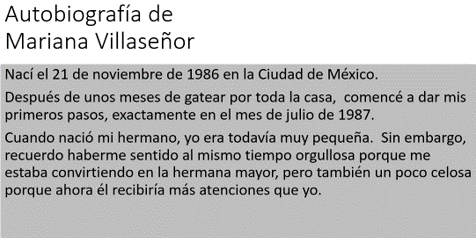 Autobiografía de
Mariana Villaseñor
Nací el 21 de noviembre de 1986 en la Ciudad de México.
Después de unos meses de gatear por toda la casa, comencé a dar mis
primeros pasos, exactamente en el mes de julio de 1987.
Cuando nació mi hermano, yo era todavía muy pequeña. Sin embargo,
recuerdo haberme sentido al mismo tiempo orgullosa porque me
estaba convirtiendo en la hermana mayor, pero también un poco celosa
porque ahora él recibiría más atenciones que yo.